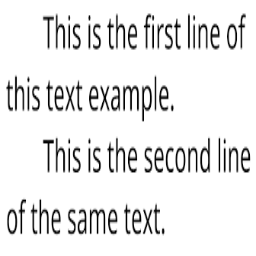 This is the first line of
this text example.
This is the second line
of the same text.